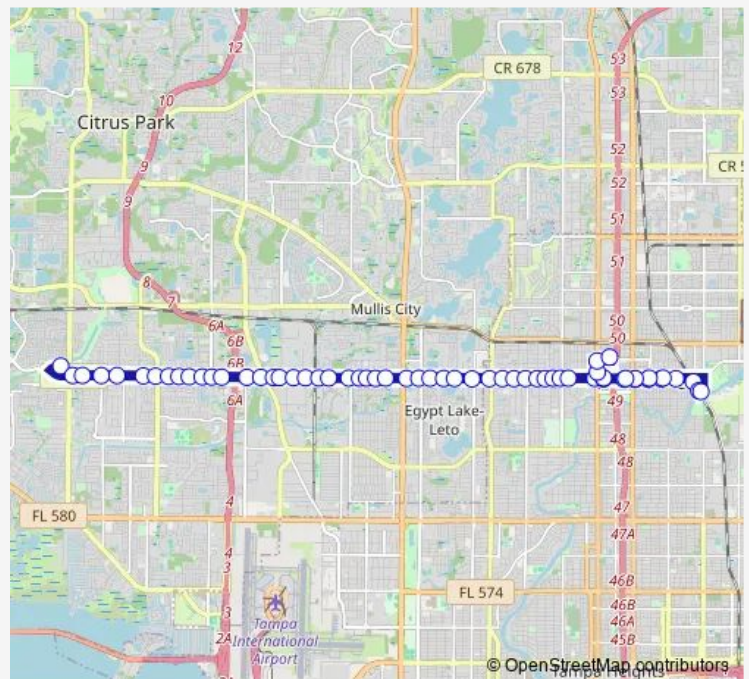 12
53
CR 678
53
10
Citrus Park
52
9
52
CR 5
9
51
51
8
7
Mullis City
6A
50
6B
50
6B
6A
49
Egypt Lake-
Leto
48
48
4
47
FL 580
47A
4
3
46B
FL 574
46B
3
46A
Tampa
International
Airport
2A
45B
© OpenStreetMap contributors
Tampa Heights